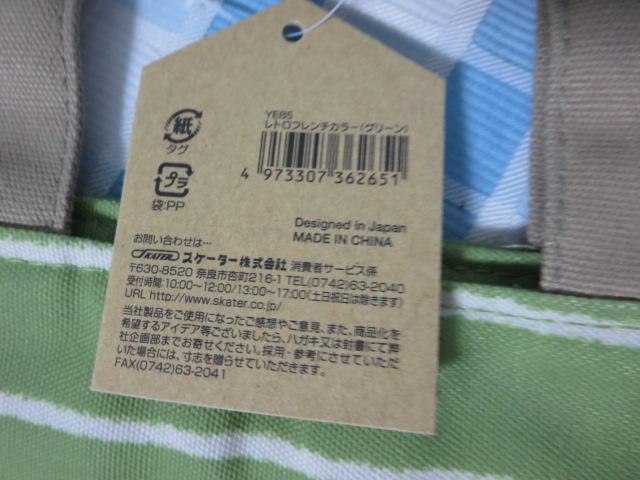 YEB5
レトロフレンチカラー(グリーン)
4 973307 362651
紙
タグ
プラ
袋:PP
Designed in Japan
MADE IN CHINA
お問い合わせは…
SKATER スケーター株式会社 消費者サービス係
〒630-8520 奈良市杏町216-1 TEL(0742)63-2040
受付時間:10:00~12:00/13:00~17:00(土日祝日は除きます)
URL http://www.skater.co.jp/
当社製品をご使用になったご感想やご意見、また、商品化を
希望するアイデア等ございましたら、ハガキ又は封書にて弊
社企画部までお寄せください。採用・参考にさせていただ
いた場合には、寸志を贈らせていただきます。
FAX(0742)63-2041